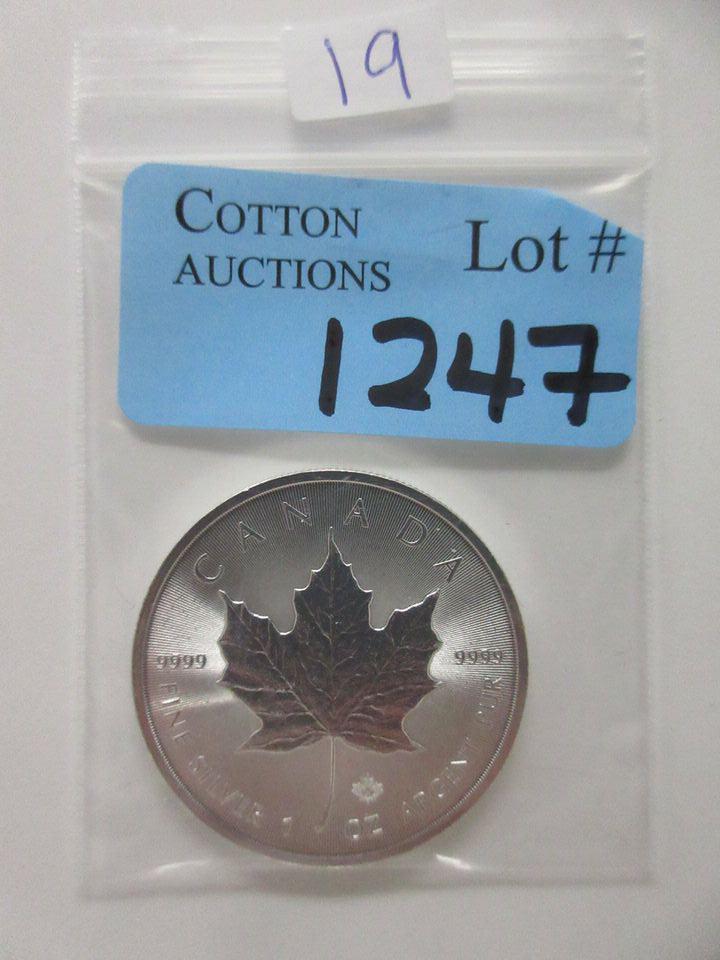 19
COTTON
AUCTIONS
Lot #
1247
CANADA
9999
9999
FINE SILVER 1 OZ ARGENT PUR